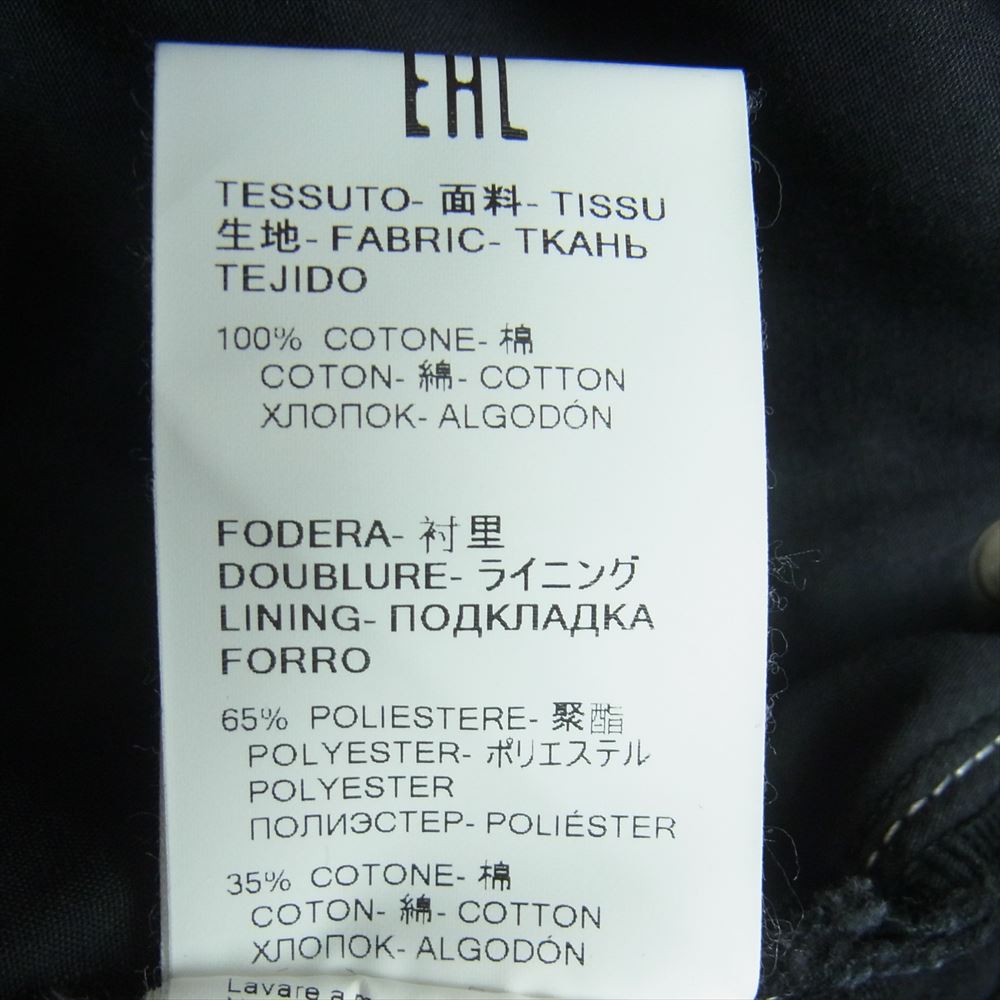 EAC
TESSUTO- 面料- TISSU
生地- FABRIC- ТКАНЬ
TEJIDO
100% COTONE- 棉
COTON- 綿- COTTON
ХЛОПОК- ALGODÓN
FODERA- 衬里
DOUBLURE- ライニング
LINING- ПОДКЛАДКА
FORRO
65% POLIESTERE- 聚酯
POLYESTER- ポリエステル
POLYESTER
ПОЛИЭСТЕР- POLIÉSTER
35% COTONE- 棉
COTON- 綿- COTTON
ХЛОПОК- ALGODÓN
Lavare a